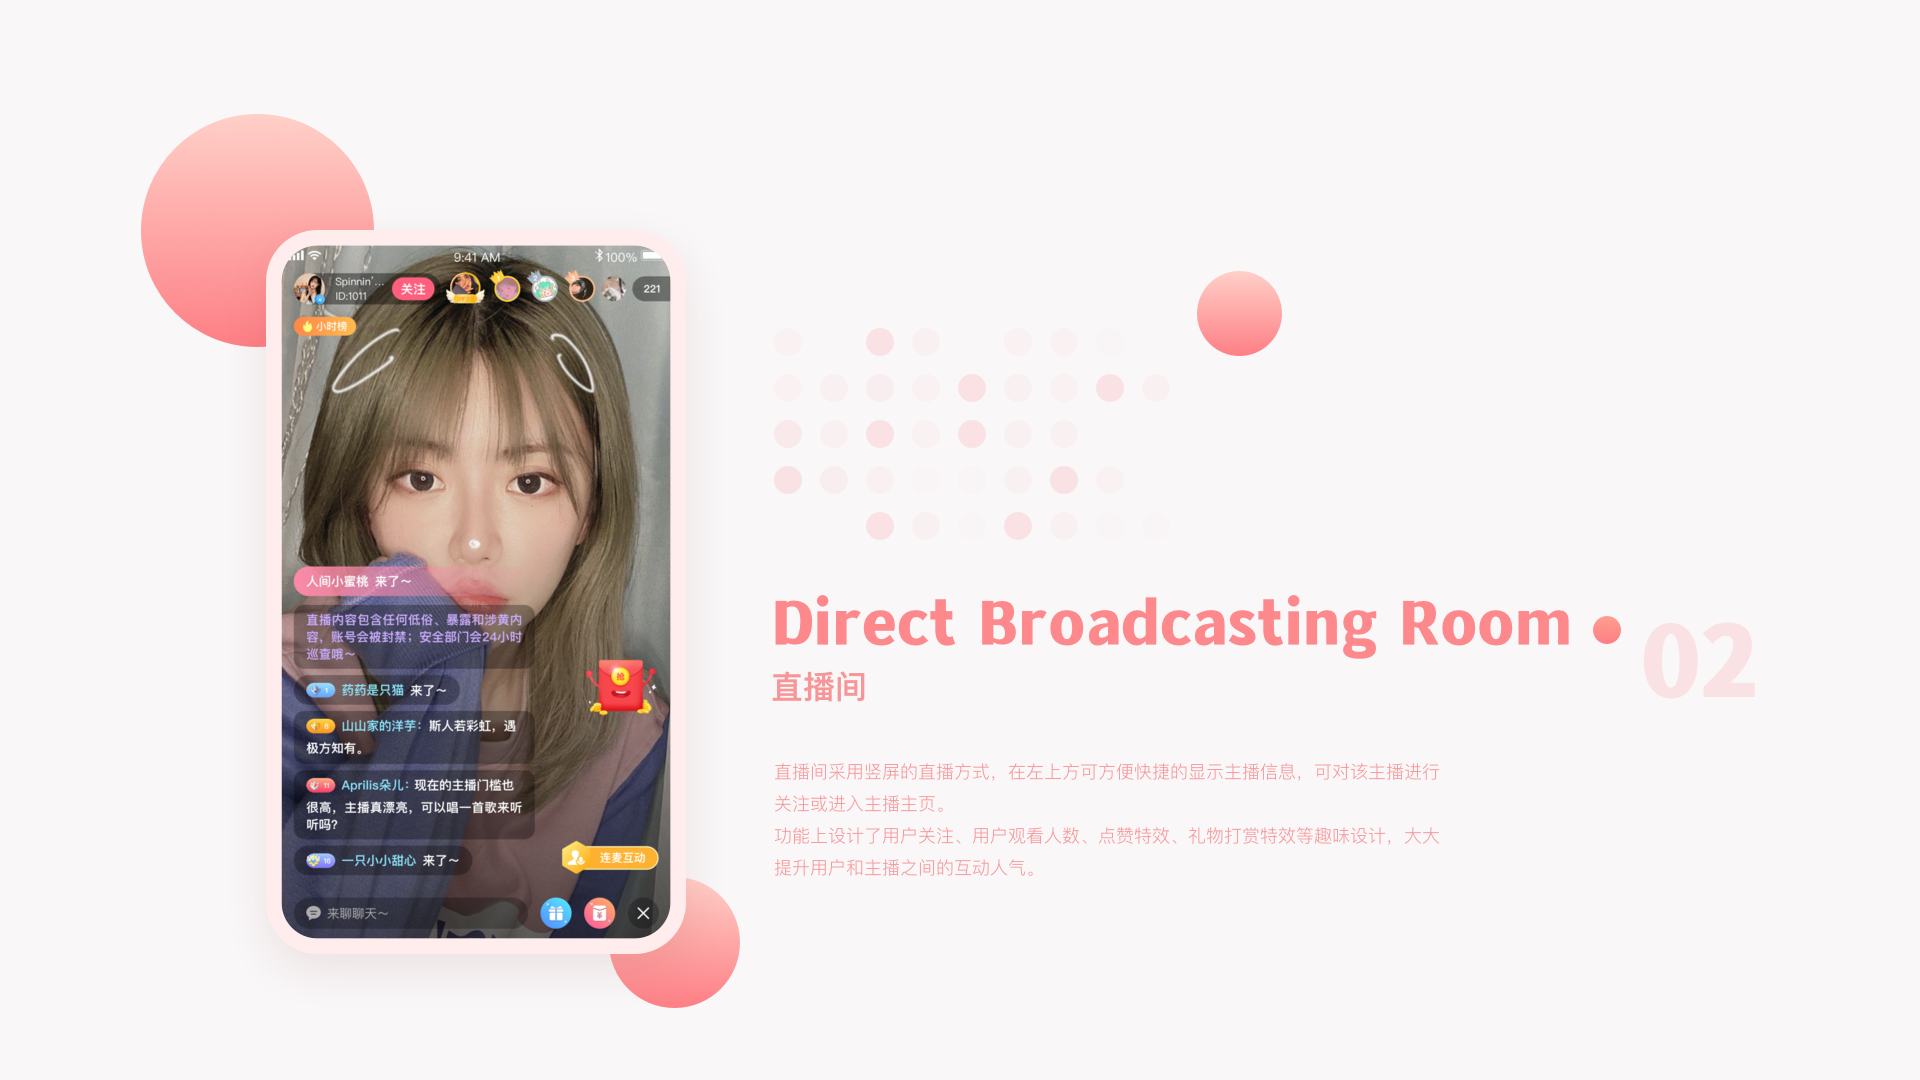 9:41 AM
100%
Spinnin'...
ID:1011
关注
221
小时榜
人间小蜜桃 来了～
直播内容包含任何低俗、暴露和涉黄内
容，账号会被封禁；安全部门会24小时
巡查哦～
1 药药是只猫 来了～
8 山山家的洋芋：斯人若彩虹，遇
极方知有。
抢
11 Aprilis朵儿：现在的主播门槛也
很高，主播真漂亮，可以唱一首歌来听
听吗?
16 一只小小甜心 来了～
连麦互动
来聊聊天～
Direct Broadcasting Room
02
直播间
直播间采用竖屏的直播方式，在左上方可方便快捷的显示主播信息，可对该主播进行
关注或进入主播主页。
功能上设计了用户关注、用户观看人数、点赞特效、礼物打赏特效等趣味设计，大大
提升用户和主播之间的互动人气。